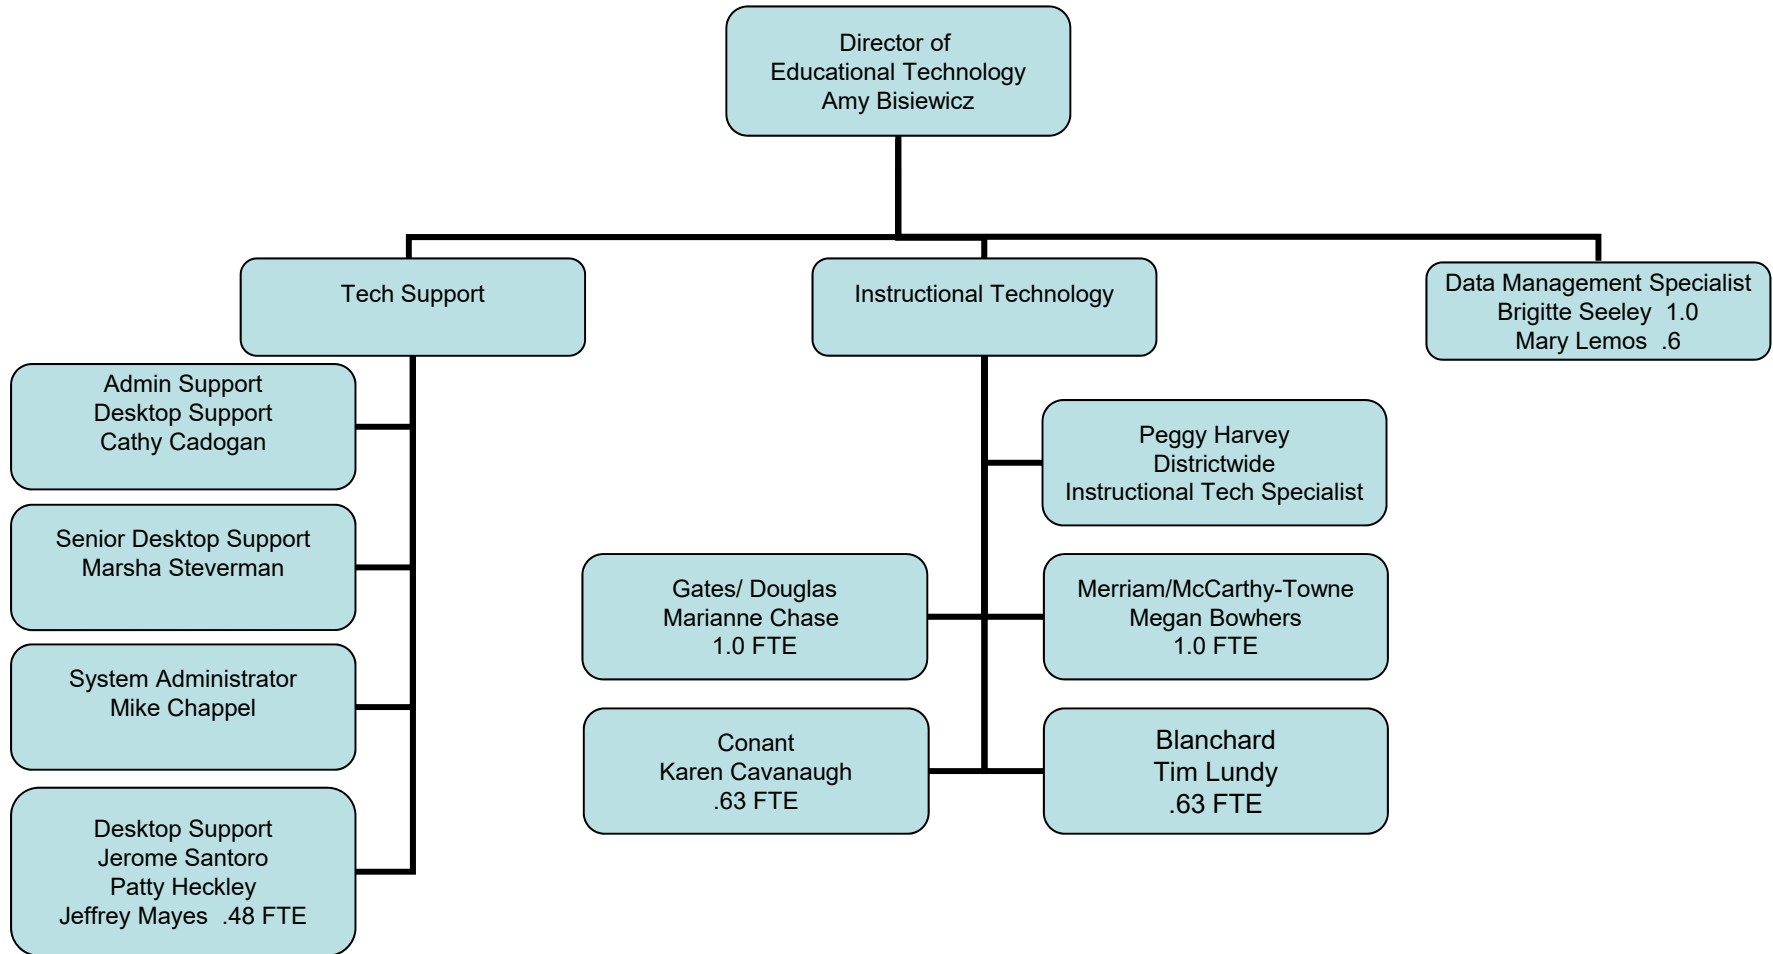 Director of
Educational Technology
Amy Bisiewicz
Tech Support
Instructional Technology
Data Management Specialist
Brigitte Seeley  1.0
Mary Lemos  .6
Admin Support
Desktop Support
Cathy Cadogan
Senior Desktop Support
Marsha Steverman
System Administrator
Mike Chappel
Desktop Support
Jerome Santoro
Patty Heckley
Jeffrey Mayes  .48 FTE
Peggy Harvey
Districtwide
Instructional Tech Specialist
Gates/ Douglas
Marianne Chase
1.0 FTE
Merriam/McCarthy-Towne
Megan Bowhers
1.0 FTE
Conant
Karen Cavanaugh
.63 FTE
Blanchard
Tim Lundy
.63 FTE